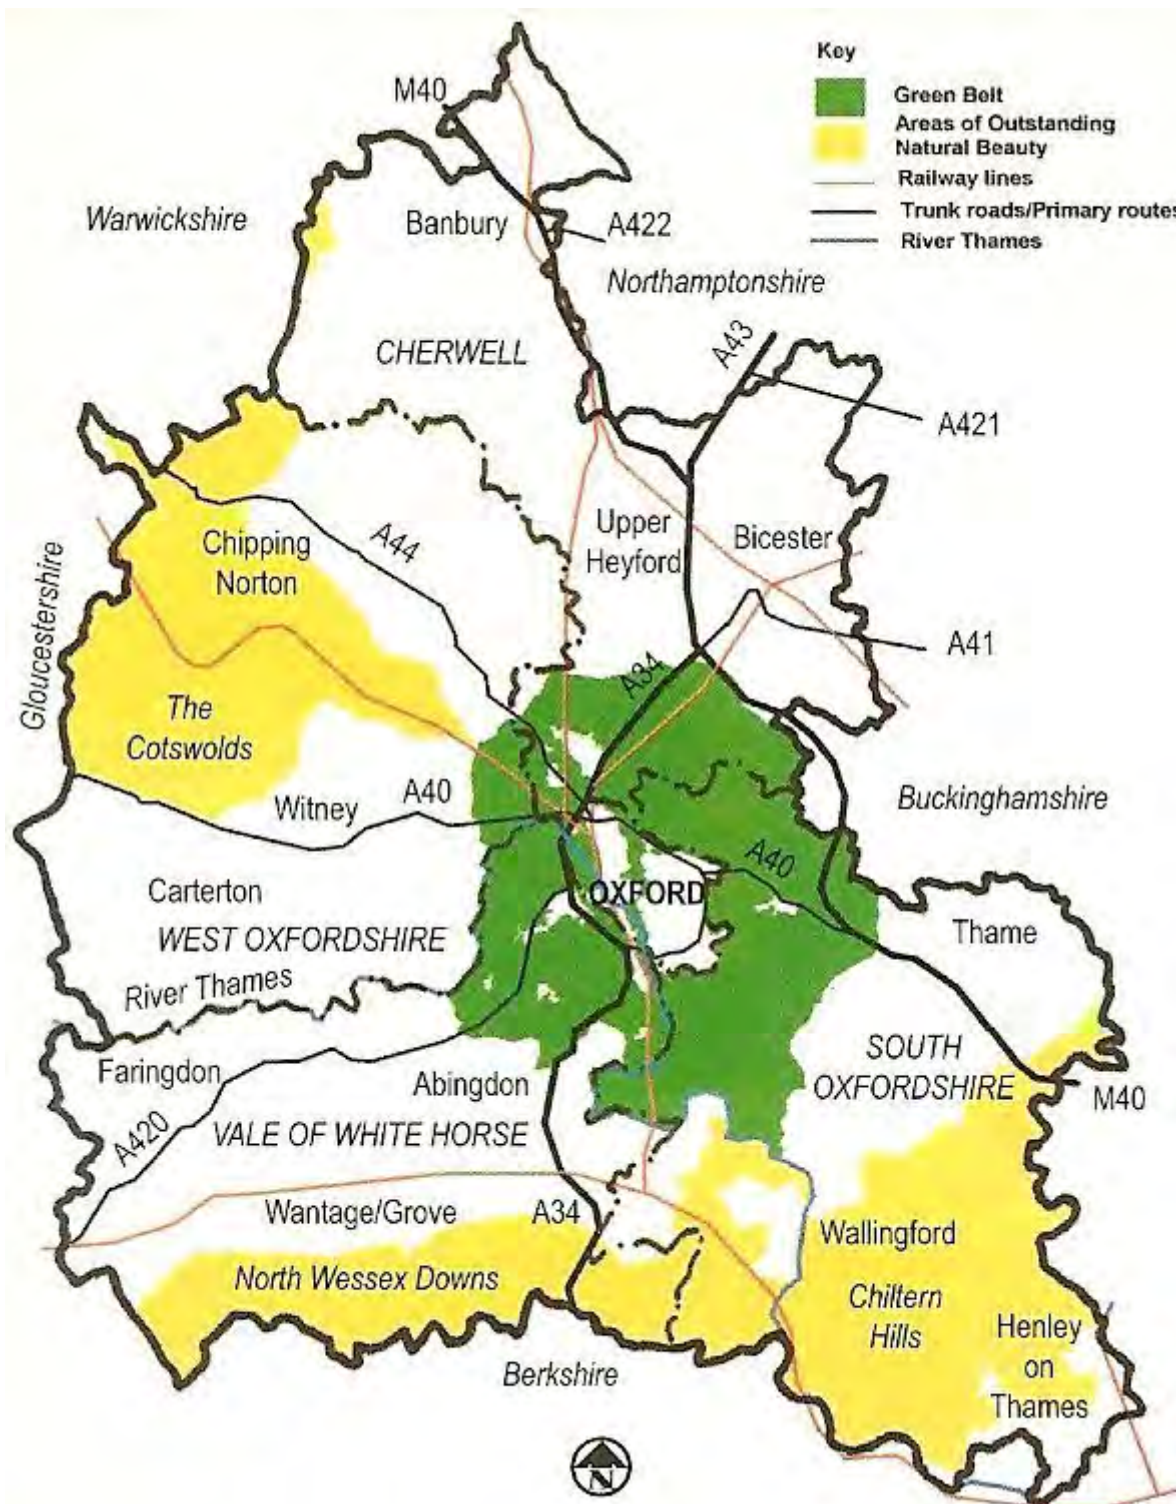 Key
Green Belt
Areas of Outstanding
Natural Beauty
Railway lines
Trunk roads/Primary routes
River Thames
M40
Warwickshire
Banbury
A422
Northamptonshire
CHERWELL
A43
A421
Gloucestershire
Chipping
Norton
A44
Upper
Heyford
Bicester
A41
A34
The
Cotswolds
Witney
A40
Buckinghamshire
A40
OXFORD
Carterton
WEST OXFORDSHIRE
Thame
River Thames
SOUTH
OXFORDSHIRE
M40
Faringdon
Abingdon
A420
VALE OF WHITE HORSE
Wantage/Grove
A34
Wallingford
North Wessex Downs
Chiltern
Hills
Henley
on
Thames
Berkshire
N